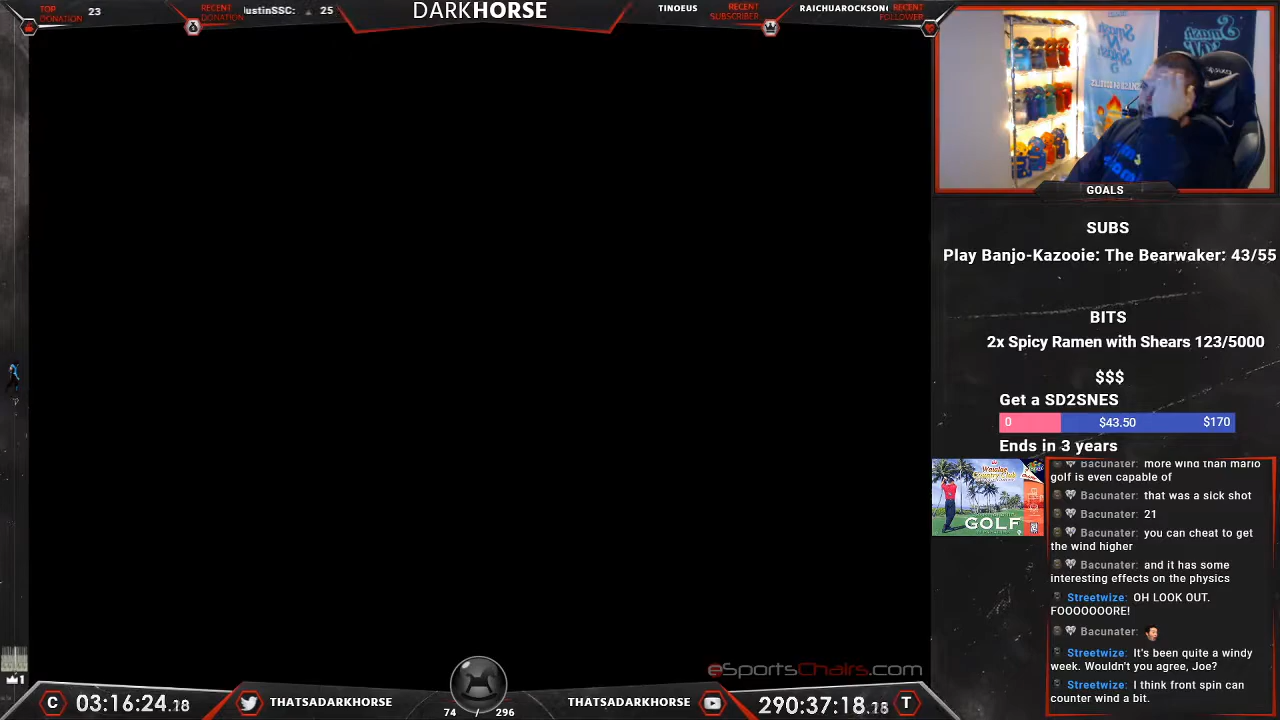 TOP
DONATION
23
RECENT
DONATION
ustinSSC:
25
DARKHORSE
TINOEUS
RECENT
SUBSCRIBER
RAICHUAROCKSON
RECENT
FOLLOWER
GOALS
SUBS
Play Banjo-Kazooie: The Bearwaker: 43/55
BITS
2x Spicy Ramen with Shears 123/5000
$$$
Get a SD2SNES
0 $43.50 $170
Ends in 3 years
Waialae
Country Club
GOLF
Bacunater: more wind than mario
golf is even capable of
Bacunater: that was a sick shot
Bacunater: 21
Bacunater: you can cheat to get
the wind higher
Bacunater: and it has some
interesting effects on the physics
Streetwize: OH LOOK OUT.
FOOOOOOORE!
Bacunater:
Streetwize: It's been quite a windy
week. Wouldn't you agree, Joe?
Streetwize: I think front spin can
counter wind a bit.
eSportsChairs.com
1
C 03:16:24.18
THATSADARKHORSE
74 / 296
THATSADARKHORSE
290:37:18.78 T